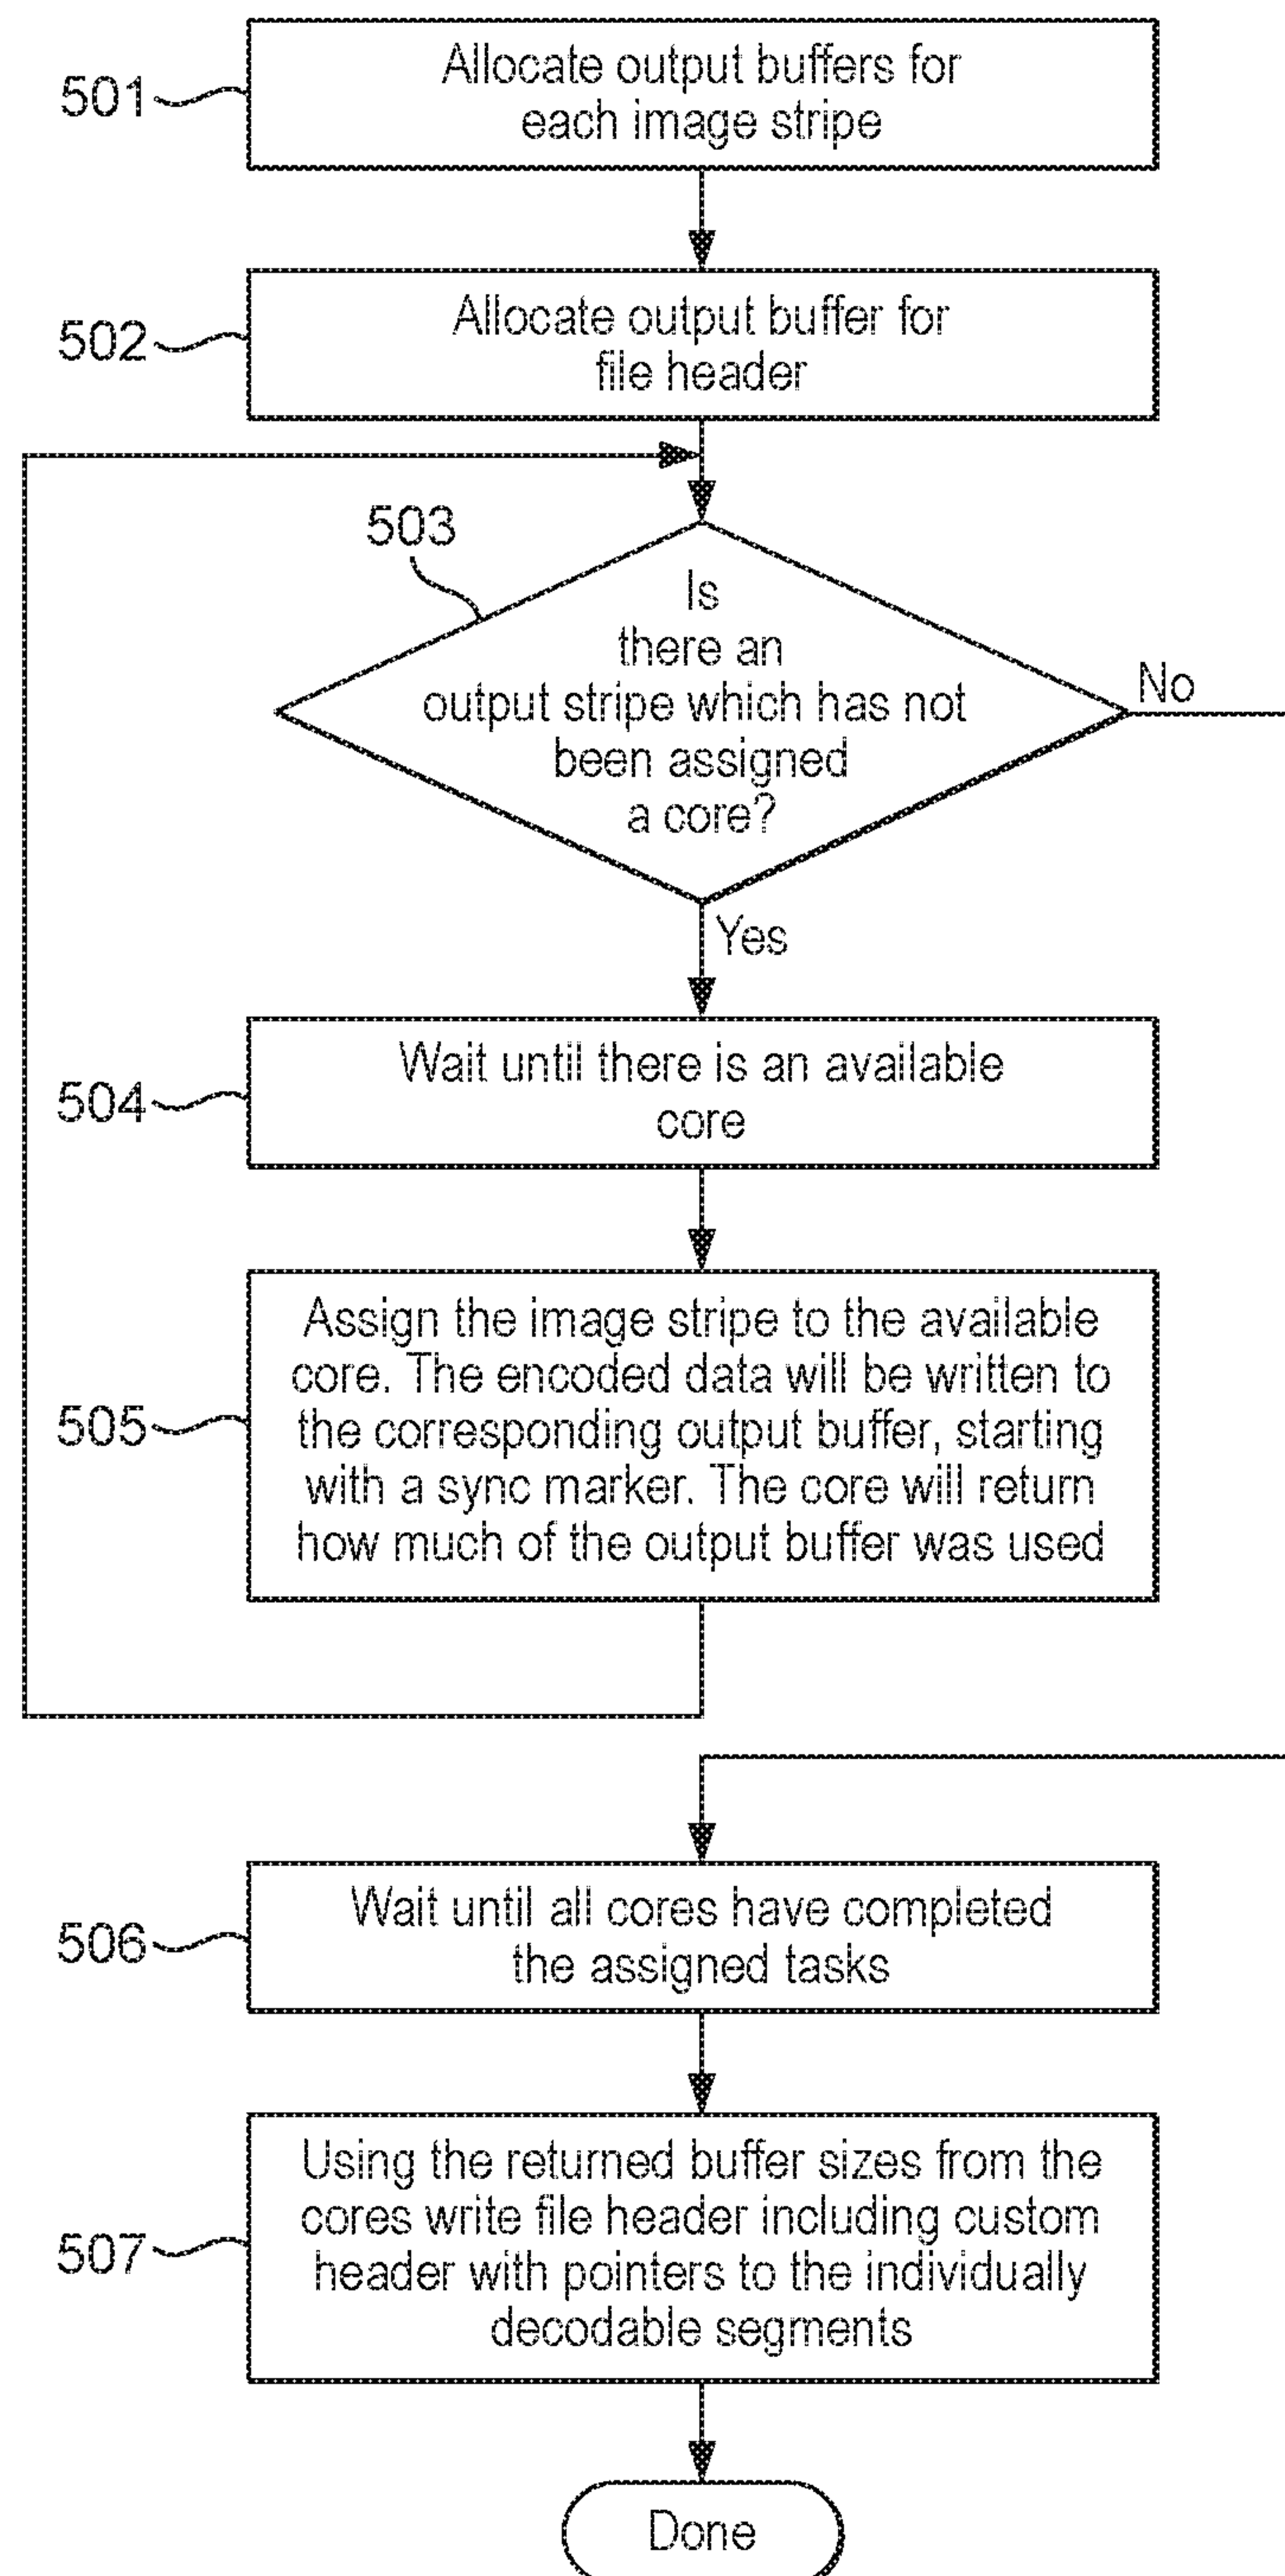 501
Allocate output buffers for
each image stripe
502
Allocate output buffer for
file header
503
Is
there an
output stripe which has not
been assigned
a core?
No
Yes
504
Wait until there is an available
core
505
Assign the image stripe to the available
core. The encoded data will be written to
the corresponding output buffer, starting
with a sync marker. The core will return
how much of the output buffer was used
506
Wait until all cores have completed
the assigned tasks
507
Using the returned buffer sizes from the
cores write file header including custom
header with pointers to the individually
decodable segments
Done